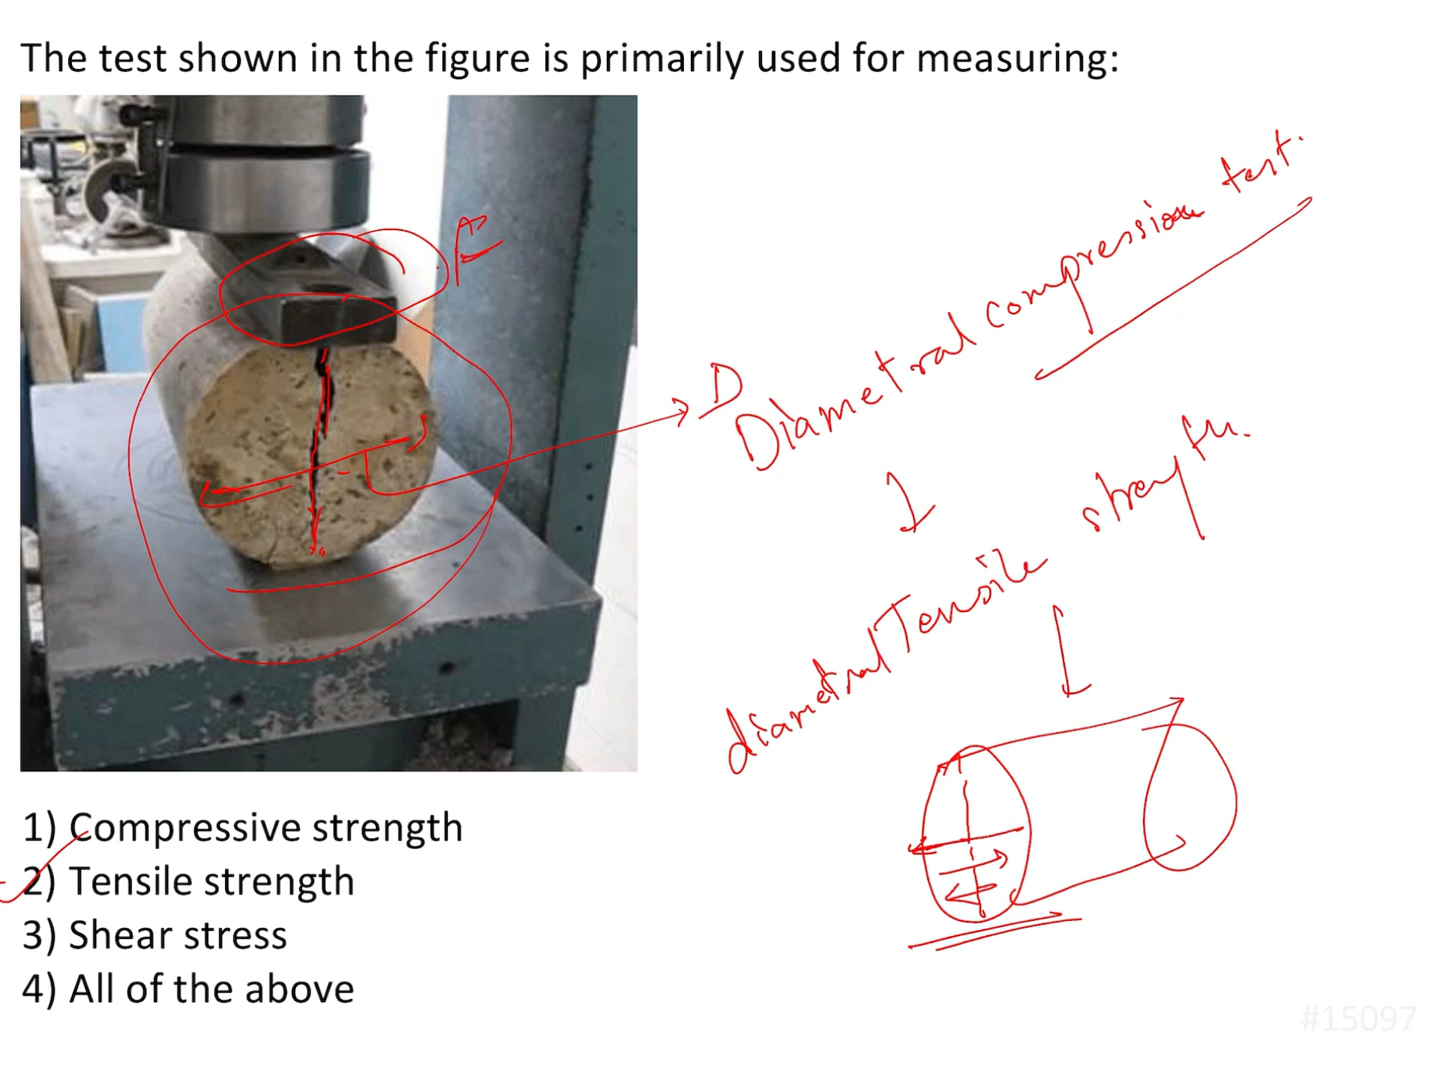 The test shown in the figure is primarily used for measuring:
Diametral compression test.
F
D
diametral Tensile strength.
1) Compressive strength
2) Tensile strength
3) Shear stress
4) All of the above
#15097